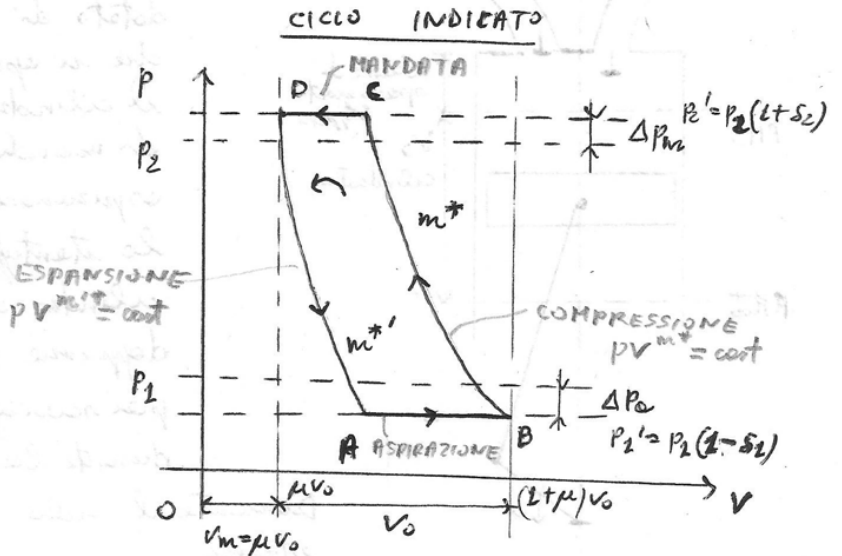 CICLO INDICATO
MANDATA
P
D
C
P2
Δpm
P2' = p2(1+δ2)
m*
ESPANSIONE
pV^m'* = cost
m*'
COMPRESSIONE
pV^m* = cost
P1
Δpa
P1' = p1(1-δ1)
A
ASPIRAZIONE
B
O
μV0
V0
(1+μ)V0
V
Vm=μV0